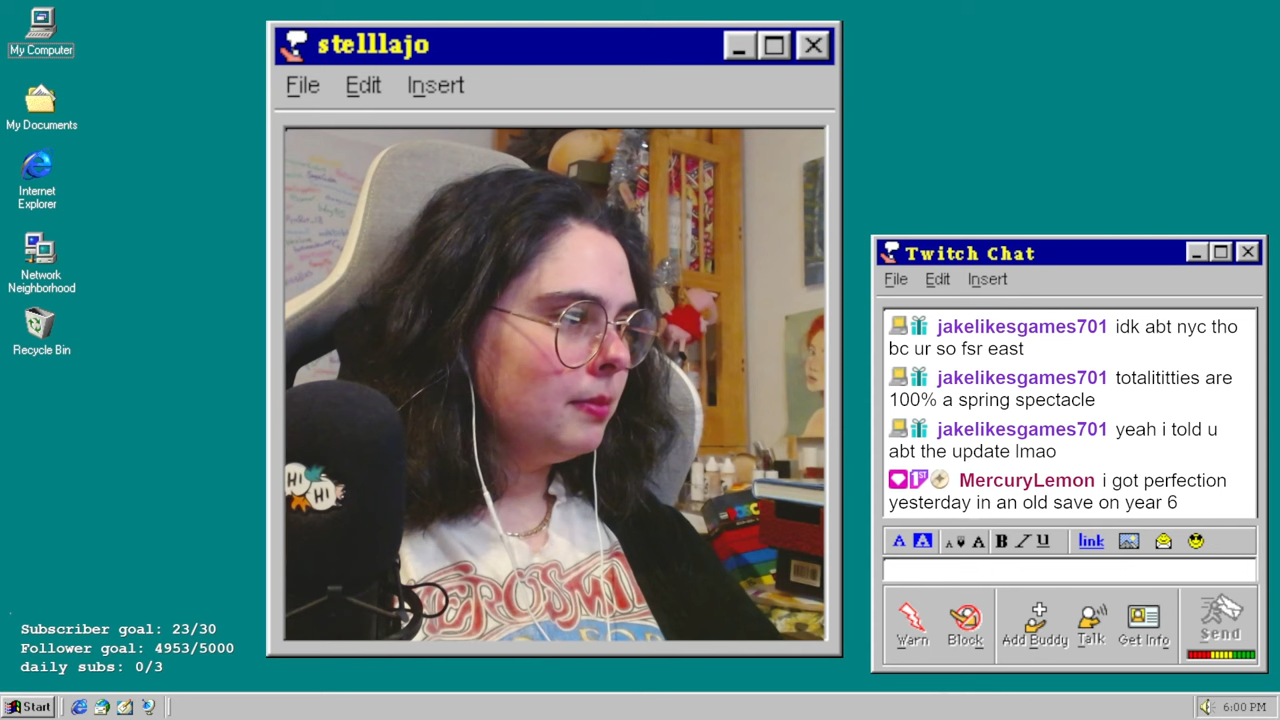 My Computer
My Documents
Internet
Explorer
Network
Neighborhood
Recycle Bin
Subscriber goal: 23/30
Follower goal: 4953/5000
daily subs: 0/3
stelllajo
File Edit Insert
HI
HI
AEROSMITH
Twitch Chat
File Edit Insert
jakelikesgames701 idk abt nyc tho
bc ur so fsr east
jakelikesgames701 totalititties are
100% a spring spectacle
jakelikesgames701 yeah i told u
abt the update lmao
1ST MercuryLemon i got perfection
yesterday in an old save on year 6
A A A A B I U link
Warn Block Add Buddy Talk Get Info Send
Start
6:00 PM